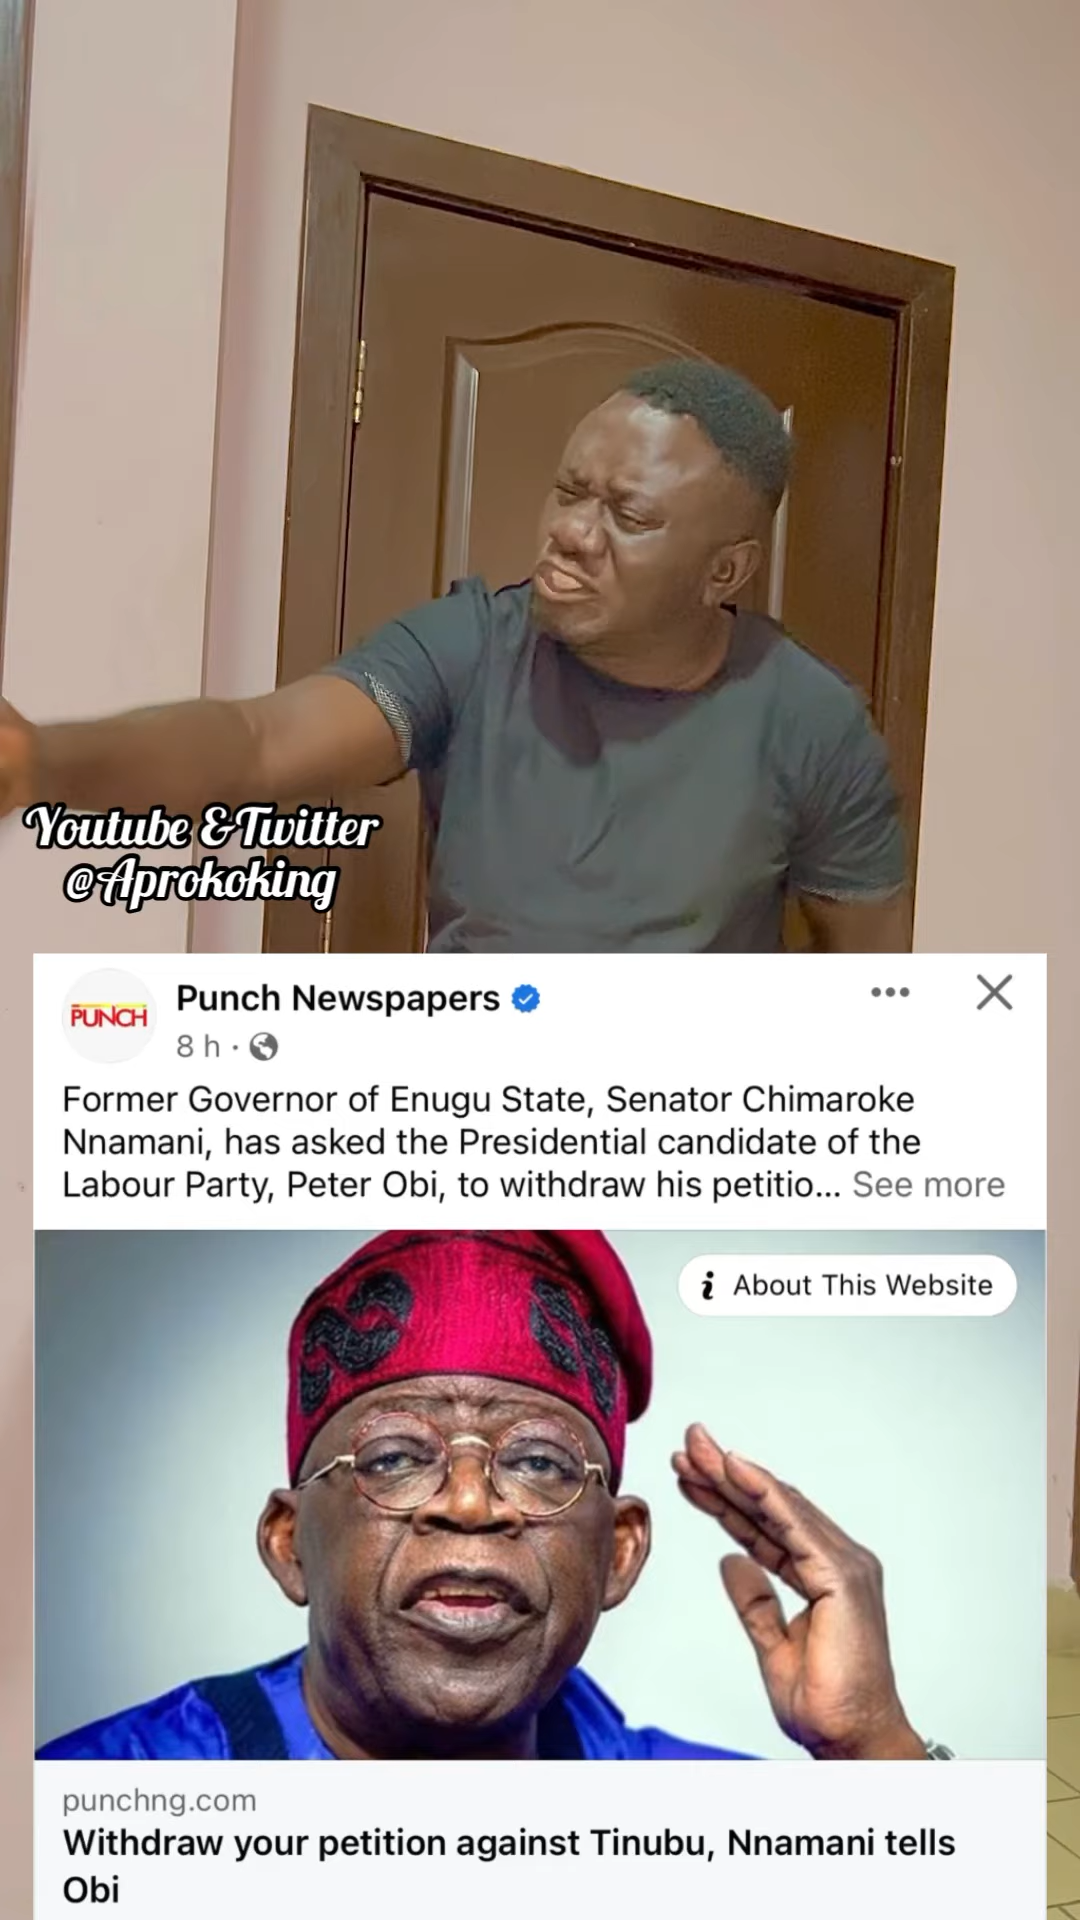 Youtube & Twitter
@Aprokoking
PUNCH
Punch Newspapers
8 h ·
Former Governor of Enugu State, Senator Chimaroke
Nnamani, has asked the Presidential candidate of the
Labour Party, Peter Obi, to withdraw his petitio... See more
i About This Website
punchng.com
Withdraw your petition against Tinubu, Nnamani tells
Obi